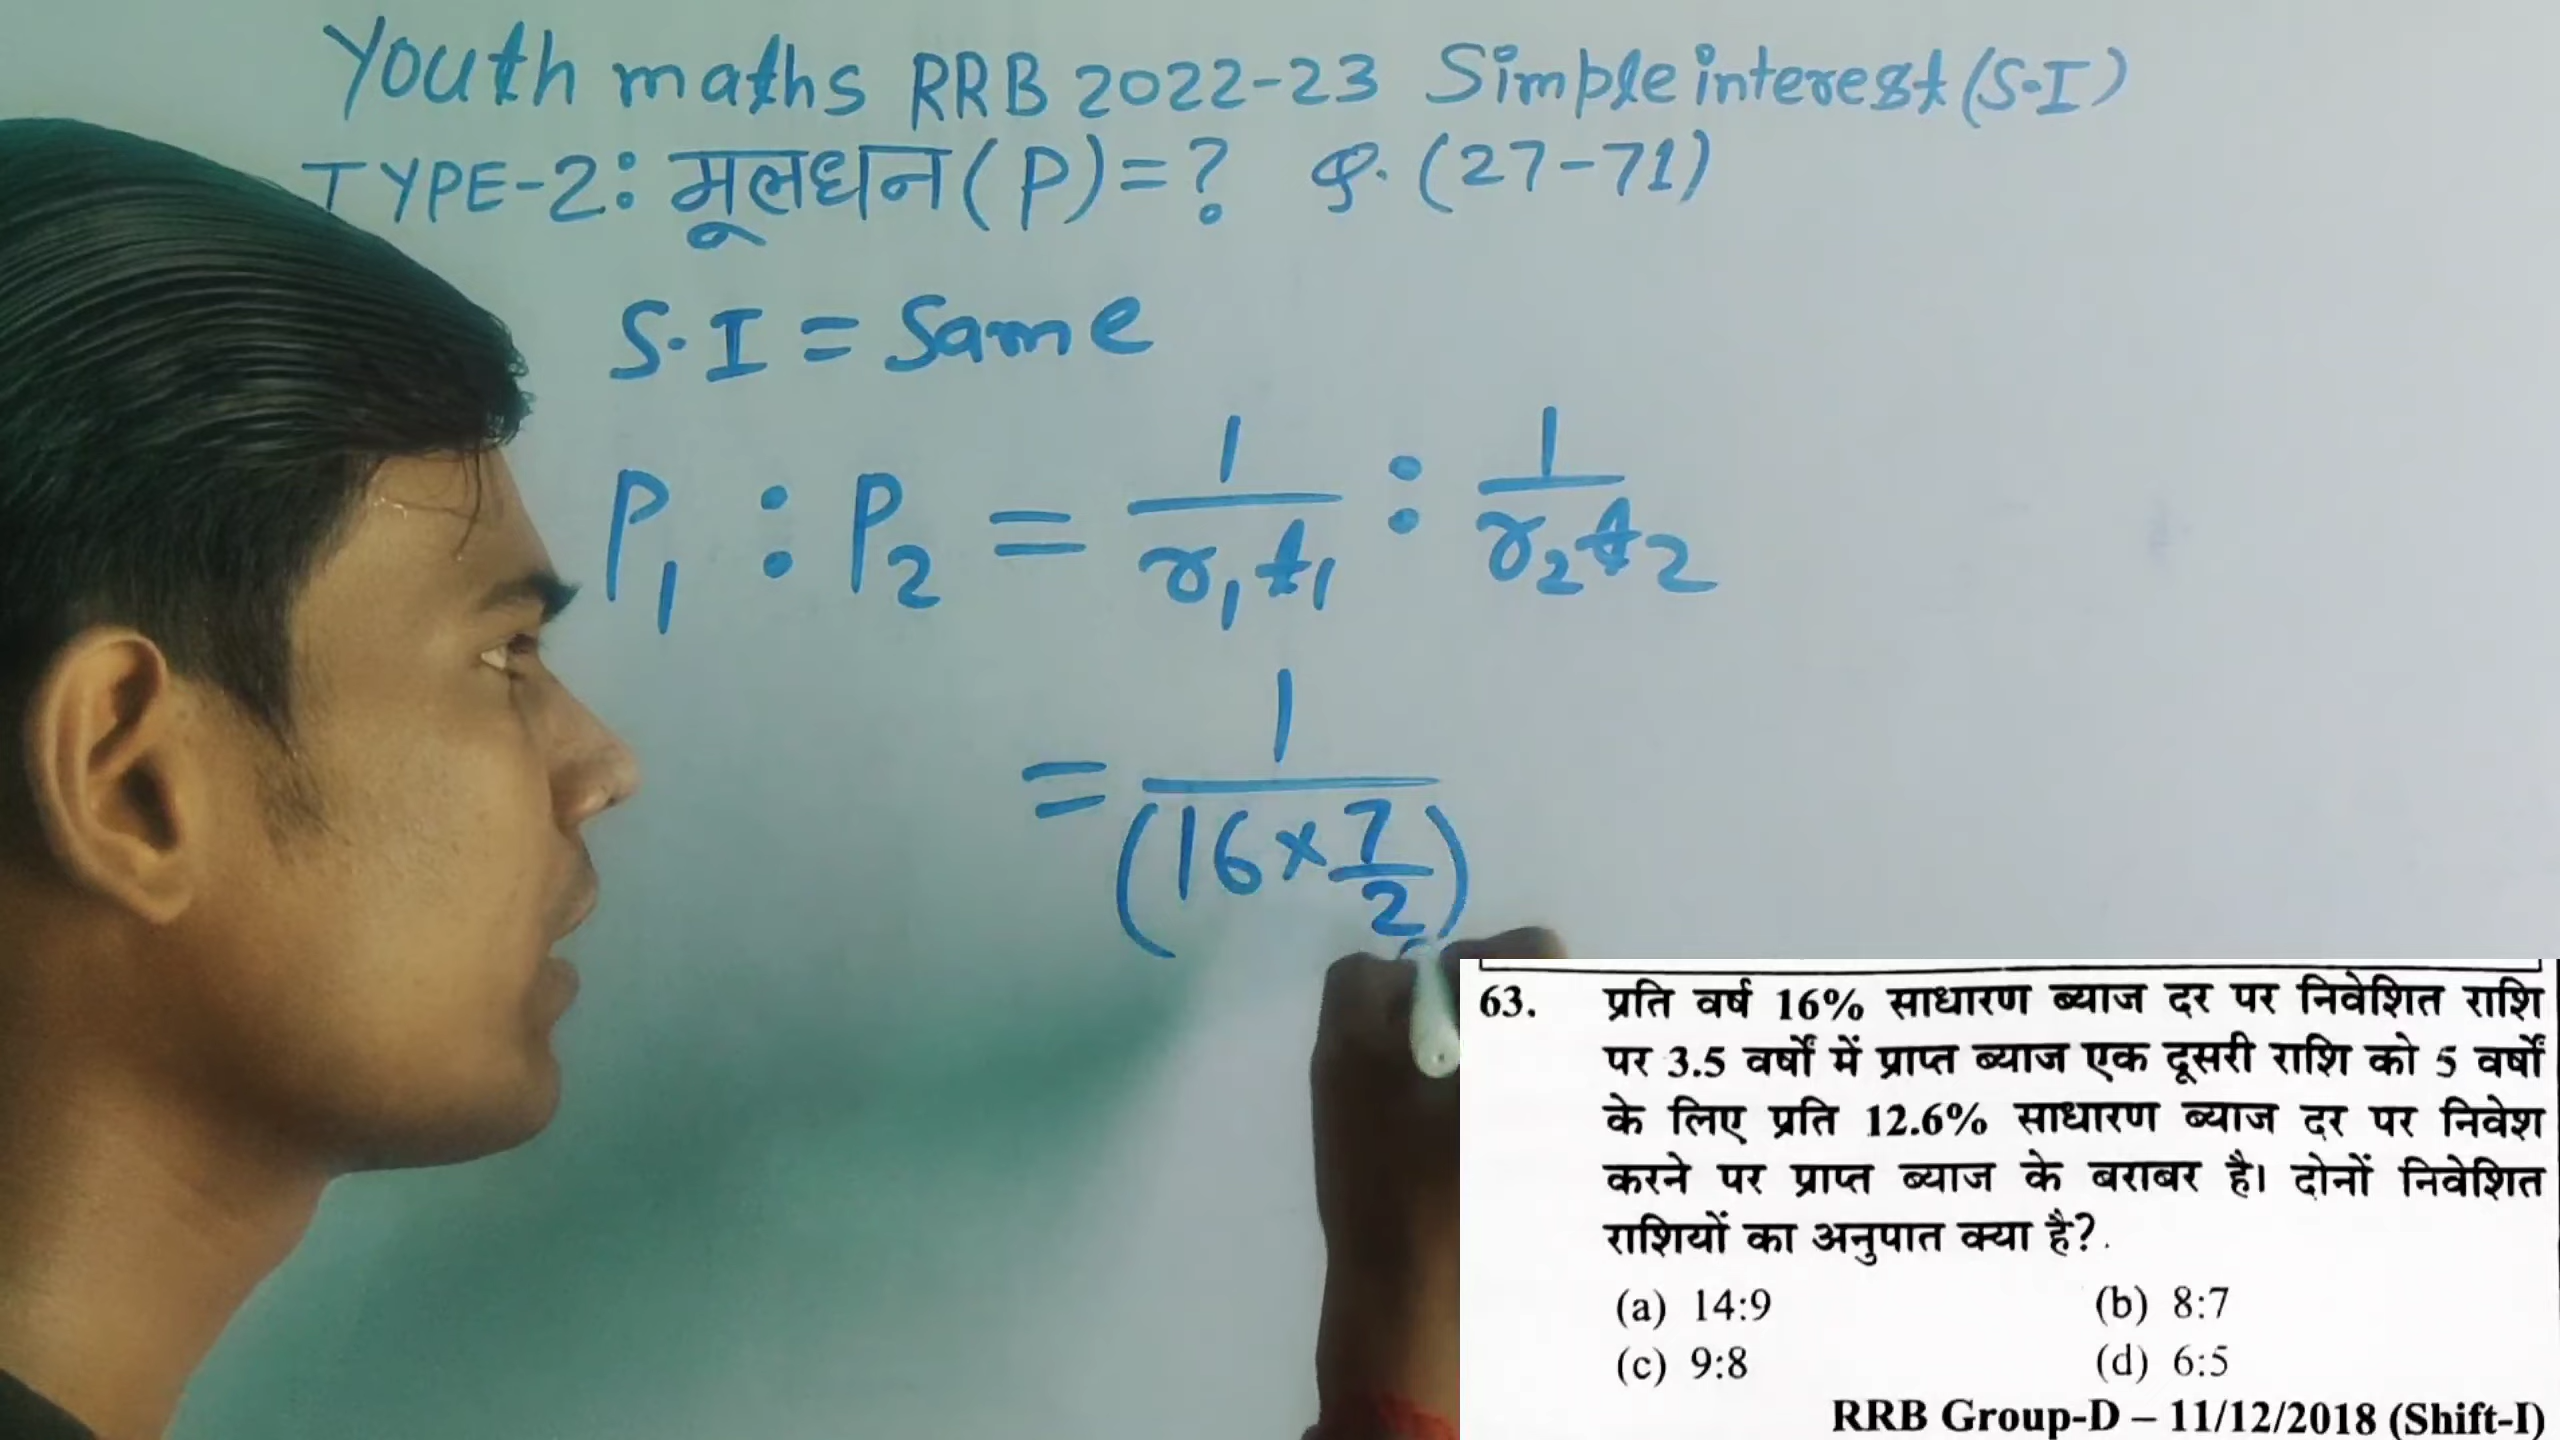 Youth maths RRB 2022-23 Simple interest (S.I)
TYPE-2: मूलधन (P) = ? Q. (27-71)
S.I = Same
P₁ : P₂ = 1/(r₁t₁) : 1/(r₂t₂)
= 1/(16×7/2)
63. प्रति वर्ष 16% साधारण ब्याज दर पर निवेशित राशि
पर 3.5 वर्षों में प्राप्त ब्याज एक दूसरी राशि को 5 वर्षों
के लिए प्रति 12.6% साधारण ब्याज दर पर निवेश
करने पर प्राप्त ब्याज के बराबर है। दोनों निवेशित
राशियों का अनुपात क्या है?
(a) 14:9 (b) 8:7
(c) 9:8 (d) 6:5
RRB Group-D – 11/12/2018 (Shift-I)